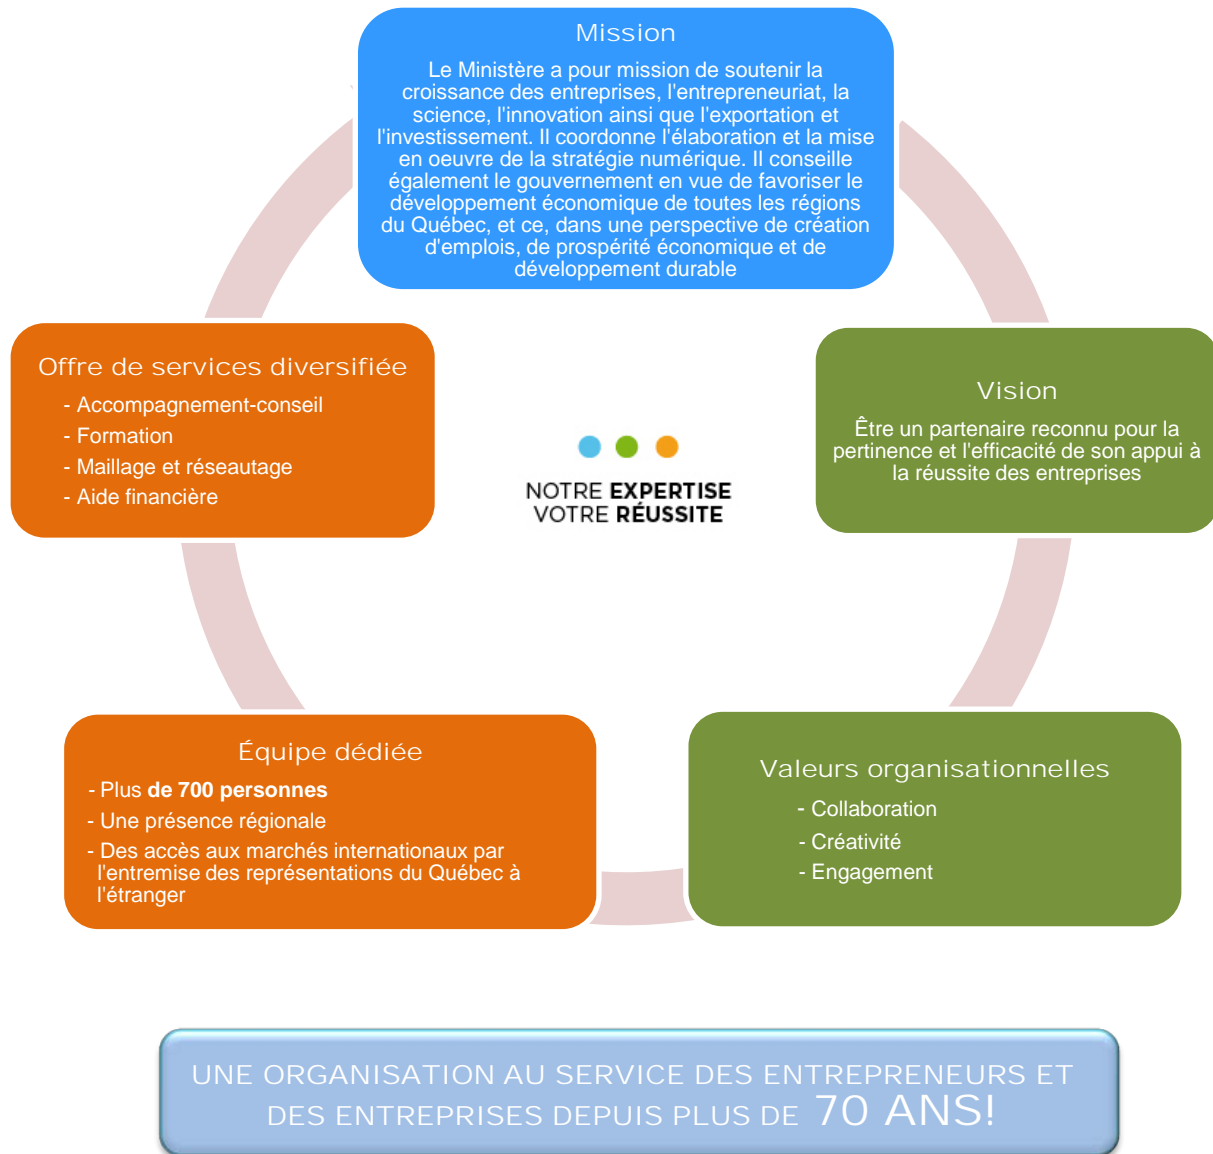 Mission
Le Ministère a pour mission de soutenir la
croissance des entreprises, l'entrepreneuriat, la
science, l'innovation ainsi que l'exportation et
l'investissement. Il coordonne l'élaboration et la mise
en oeuvre de la stratégie numérique. Il conseille
également le gouvernement en vue de favoriser le
développement économique de toutes les régions
du Québec, et ce, dans une perspective de création
d'emplois, de prospérité économique et de
développement durable
Vision
Être un partenaire reconnu pour la
pertinence et l'efficacité de son appui à
la réussite des entreprises
Valeurs organisationnelles
- Collaboration
- Créativité
- Engagement
Équipe dédiée
- Plus de 700 personnes
- Une présence régionale
- Des accès aux marchés internationaux par
l'entremise des représentations du Québec à
l'étranger
Offre de services diversifiée
- Accompagnement-conseil
- Formation
- Maillage et réseautage
- Aide financière
NOTRE EXPERTISE
VOTRE RÉUSSITE
UNE ORGANISATION AU SERVICE DES ENTREPRENEURS ET
DES ENTREPRISES DEPUIS PLUS DE 70 ANS!